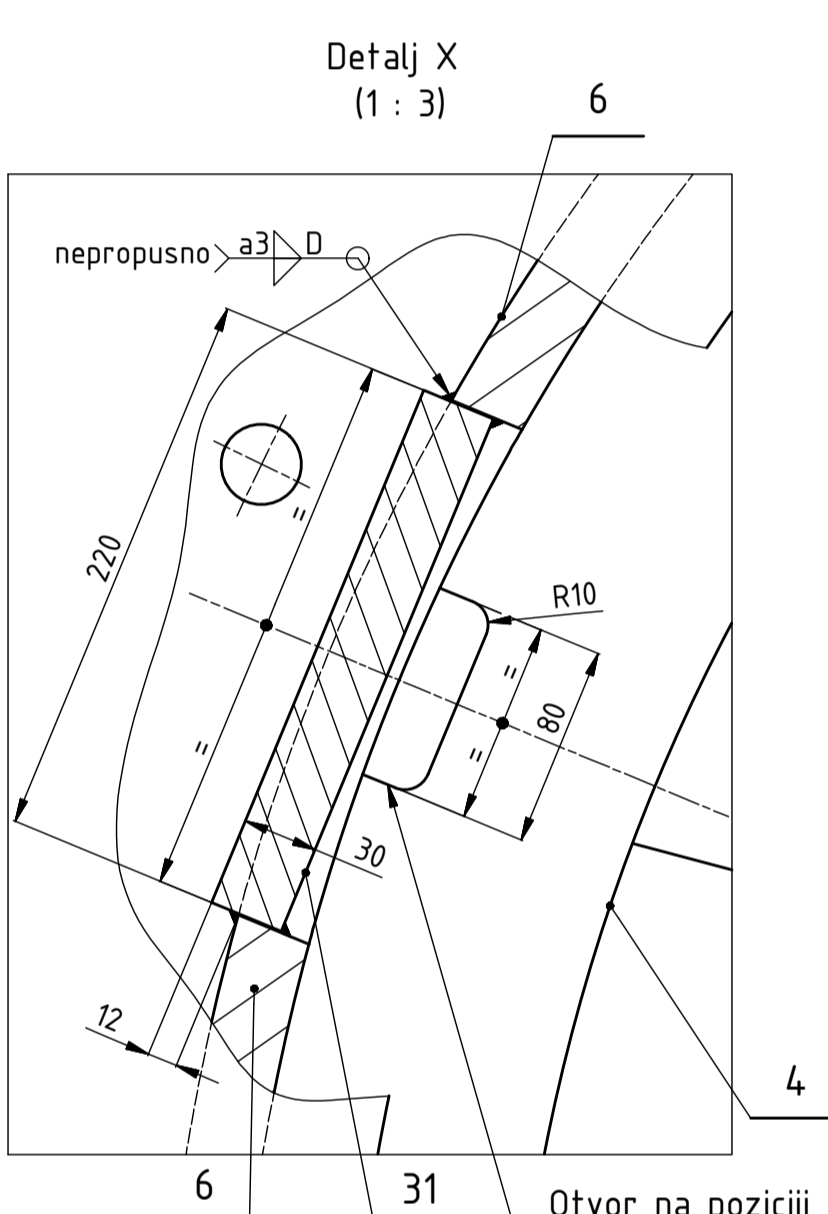 Detalj X
(1 : 3)
6
nepropusno a3 D
220
=
R10
=
80
=
=
30
12
4
6
31
Otvor na poziciji